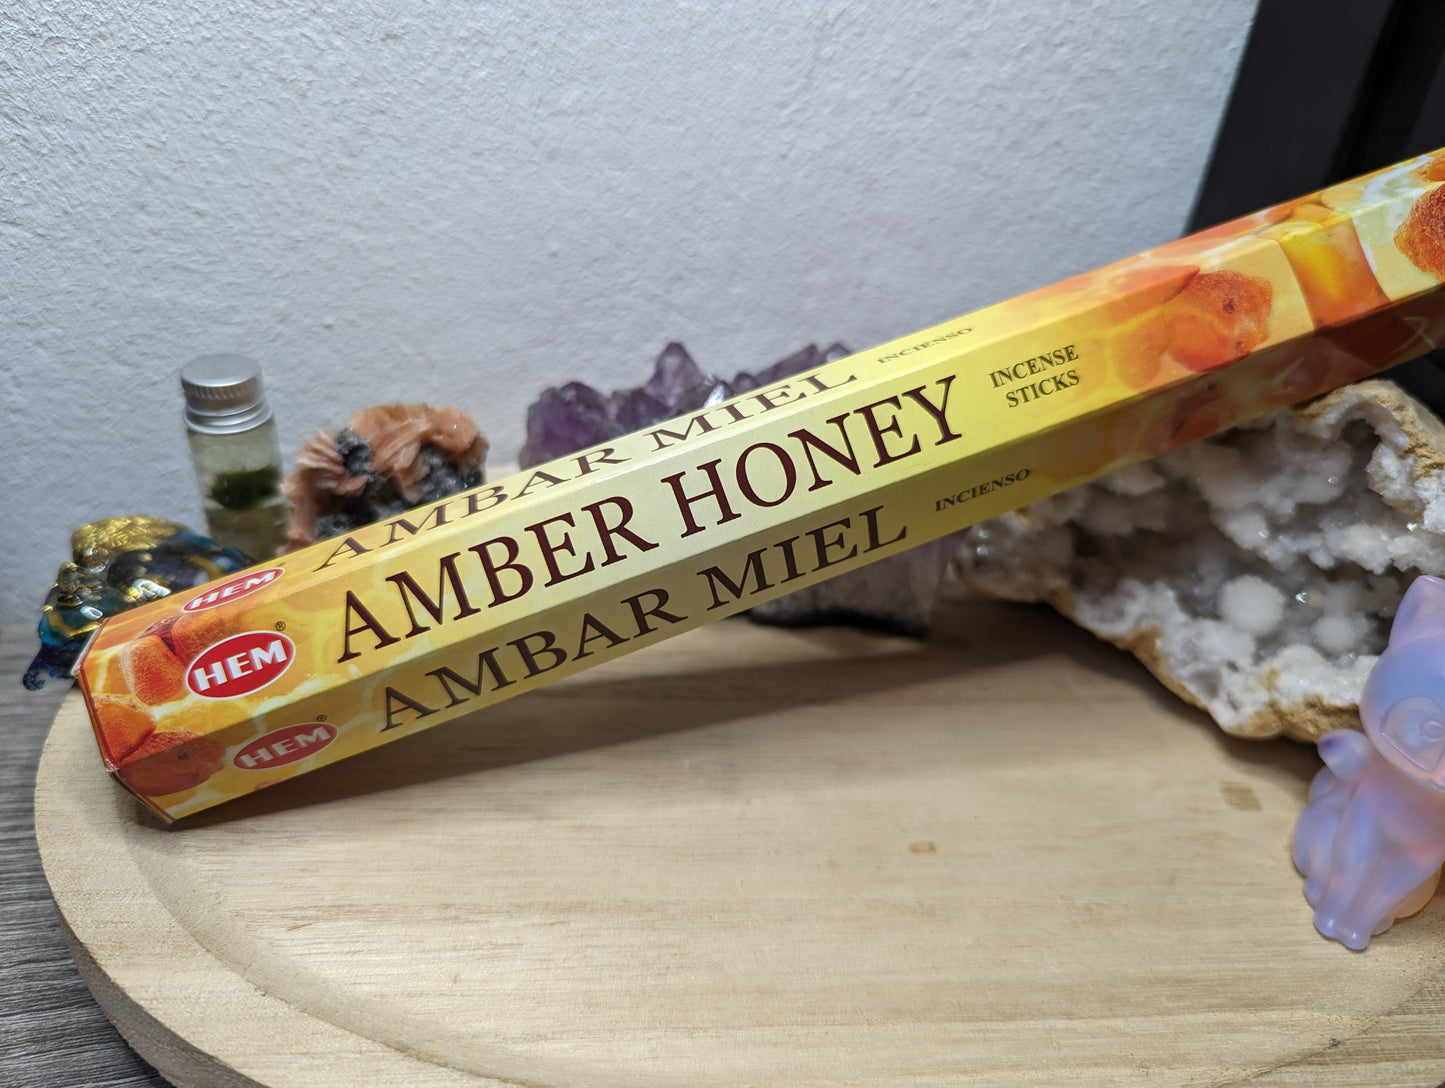 HEM
AMBAR MIEL
INCIENSO
HEM®
AMBER HONEY
INCENSE
STICKS
HEM®
AMBAR MIEL
INCIENSO